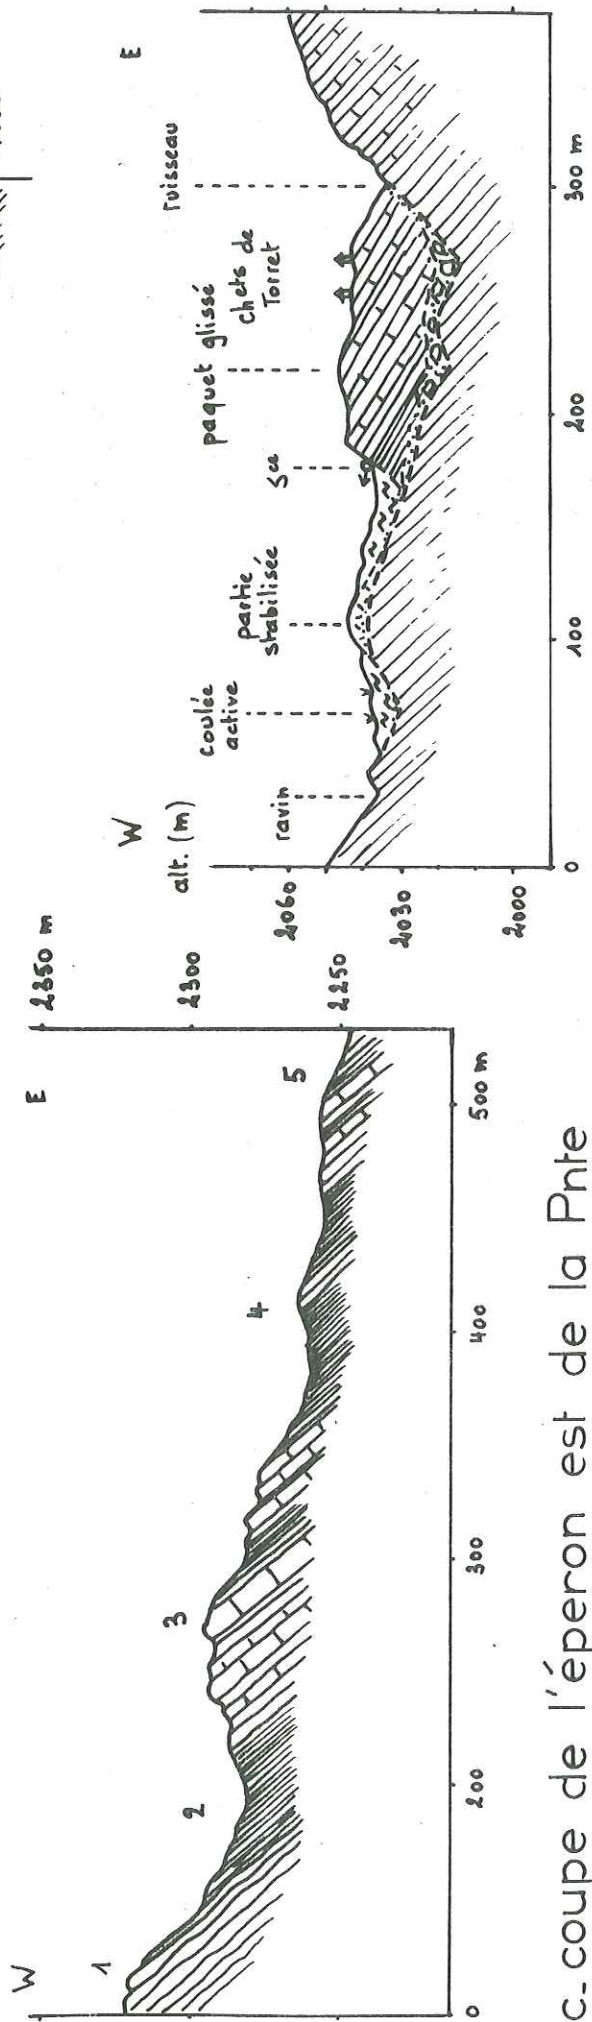 W
E
1
2
3
4
5
2350 m
2300
2250
0
200
300
400
500 m
c_ coupe de l'éperon est de la Pnte
W
E
alt. (m)
2060
2030
2000
ravin
coulée
active
partie
stabilisée
Sce
paquet glissé
chets de
Torret
ruisseau
0
100
200
300 m